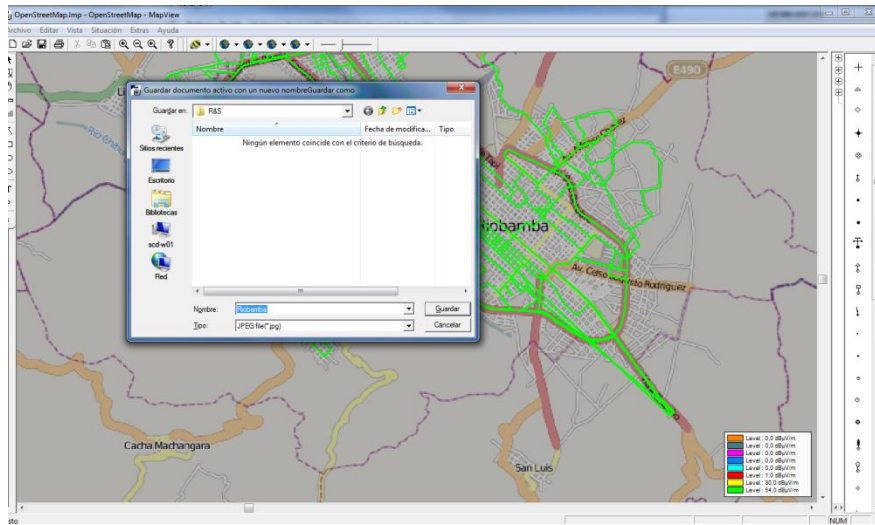 OpenStreetMap.lmp - OpenStreetMap - MapView
Archivo Editar Vista Situación Extras Ayuda
Guardar documento activo con un nuevo nombreGuardar como
Guardar en:
R&S
Nombre
Fecha de modifica...
Tipo
Ningún elemento coincide con el criterio de búsqueda.
Sitios recientes
Escritorio
Bibliotecas
scd-w01
Red
Nombre:
Riobamba
Guardar
Tipo:
JPEG file(*.jpg)
Cancelar
E490
iobamba
Av. Celso
sto Rodríguez
Cacha Machangara
San Luis
Level : 0,0 dBµV/m
Level : 0,0 dBµV/m
Level : 0,0 dBµV/m
Level : 0,0 dBµV/m
Level : 0,0 dBµV/m
Level : 1,0 dBµV/m
Level : 30,0 dBµV/m
Level : 54,0 dBµV/m
sto
NUM